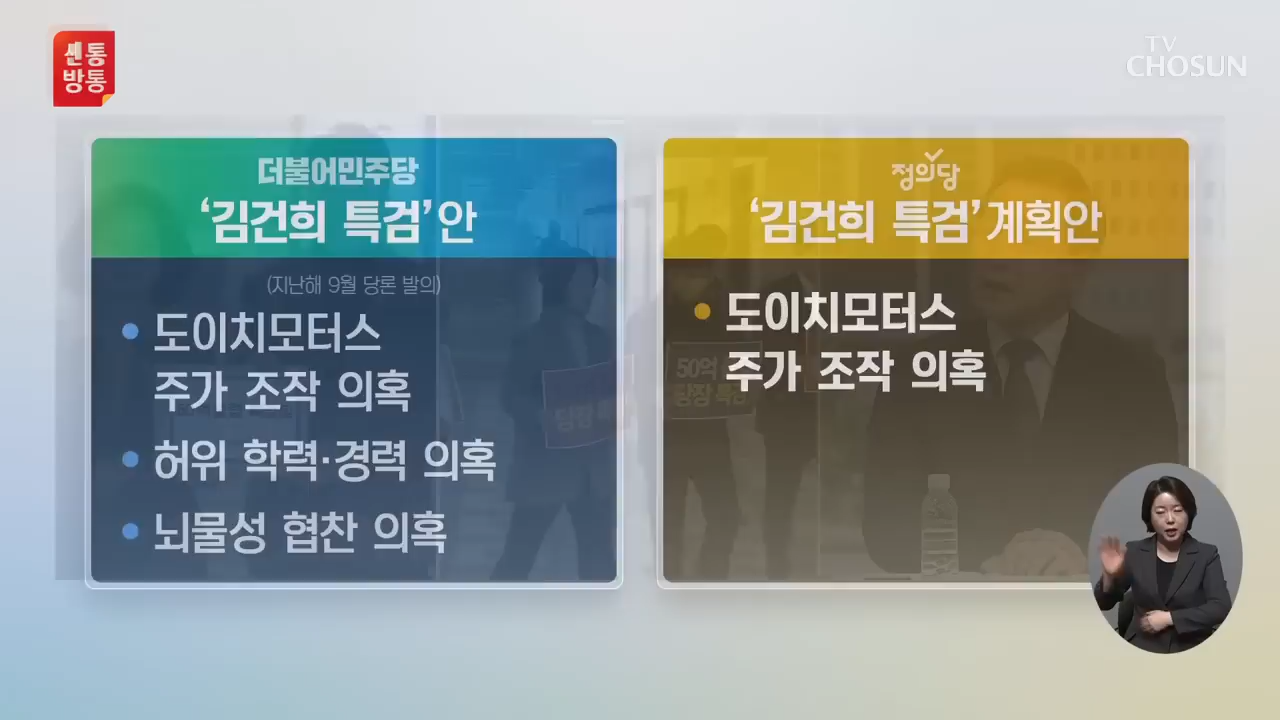 센통
방통
TV
CHOSUN
더불어민주당
‘김건희 특검’안
(지난해 9월 당론 발의)
• 도이치모터스
주가 조작 의혹
• 허위 학력·경력 의혹
• 뇌물성 협찬 의혹
정의당
‘김건희 특검’계획안
• 도이치모터스
주가 조작 의혹
50억